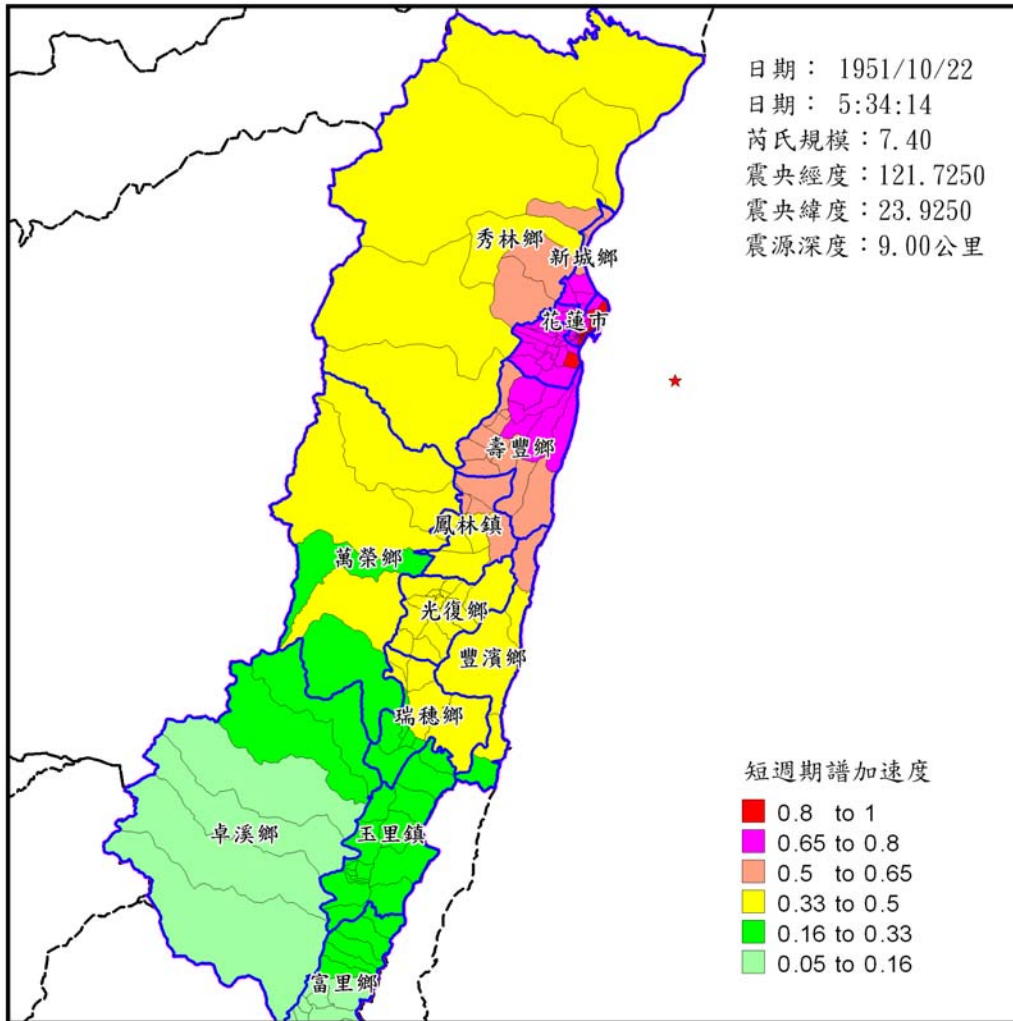 日期： 1951/10/22
日期： 5:34:14
芮氏規模：7.40
震央經度：121.7250
震央緯度：23.9250
震源深度：9.00公里
秀林鄉
新城鄉
花蓮市
壽豐鄉
鳳林鎮
萬榮鄉
光復鄉
豐濱鄉
瑞穗鄉
卓溪鄉
玉里鎮
富里鄉
短週期譜加速度
0.8 to 1
0.65 to 0.8
0.5 to 0.65
0.33 to 0.5
0.16 to 0.33
0.05 to 0.16